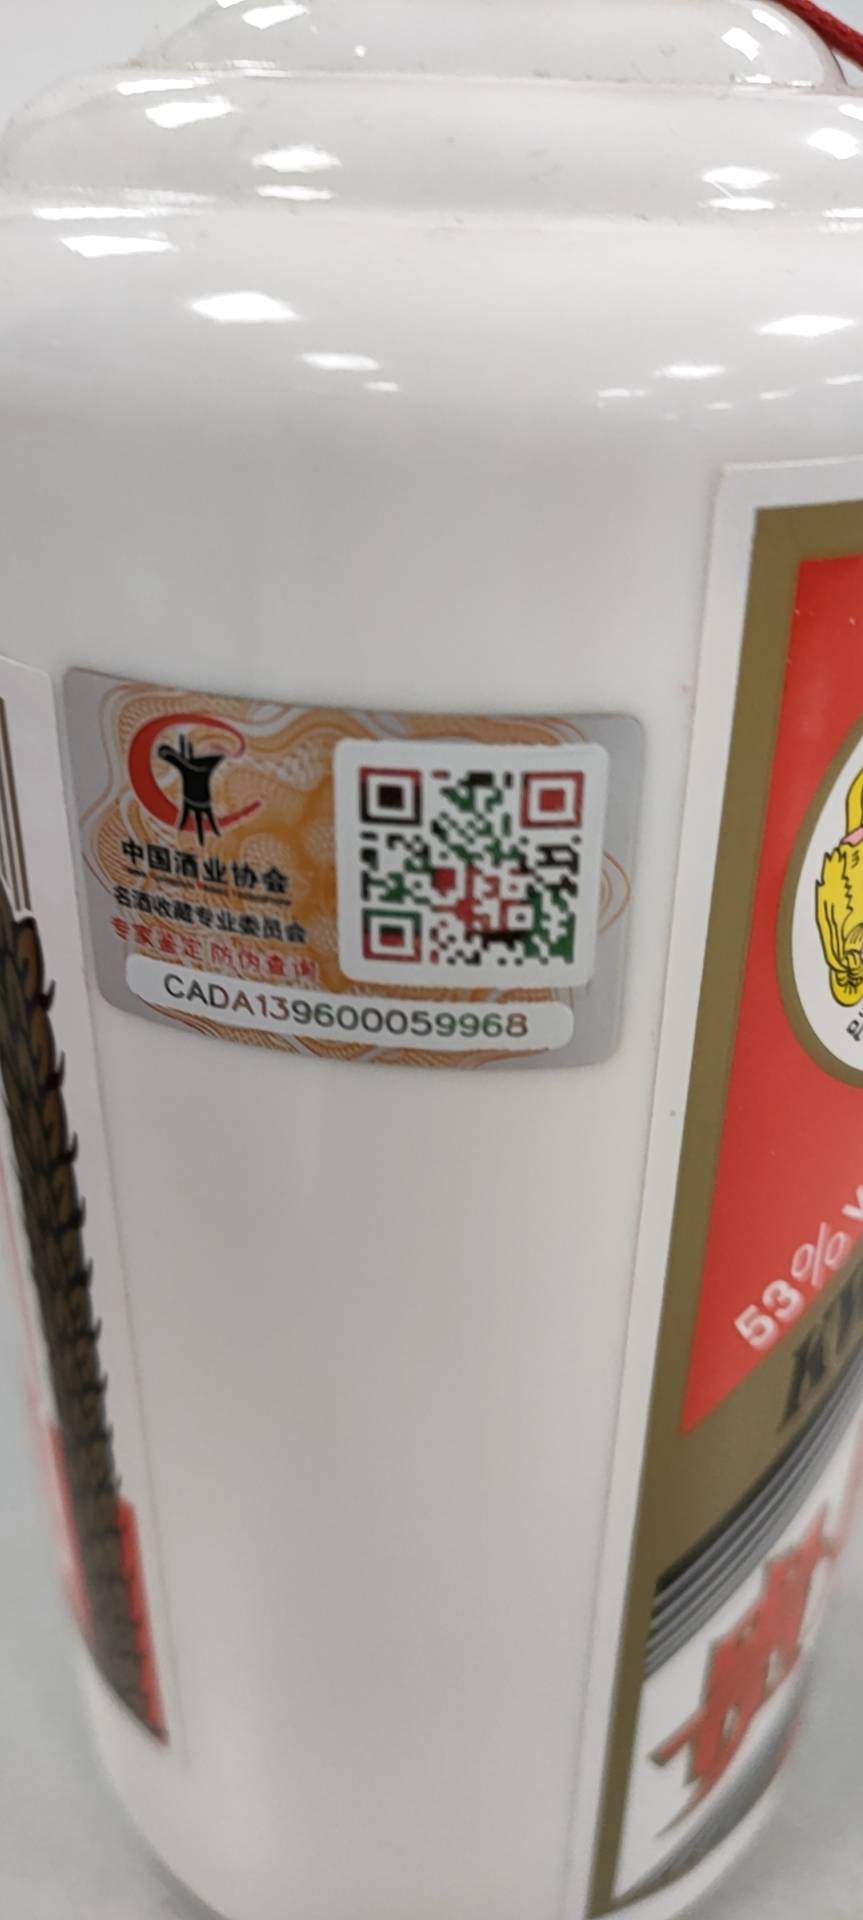 中国酒业协会
名酒收藏专业委员会
专家鉴定 防伪查询
CADA139600059968
53%